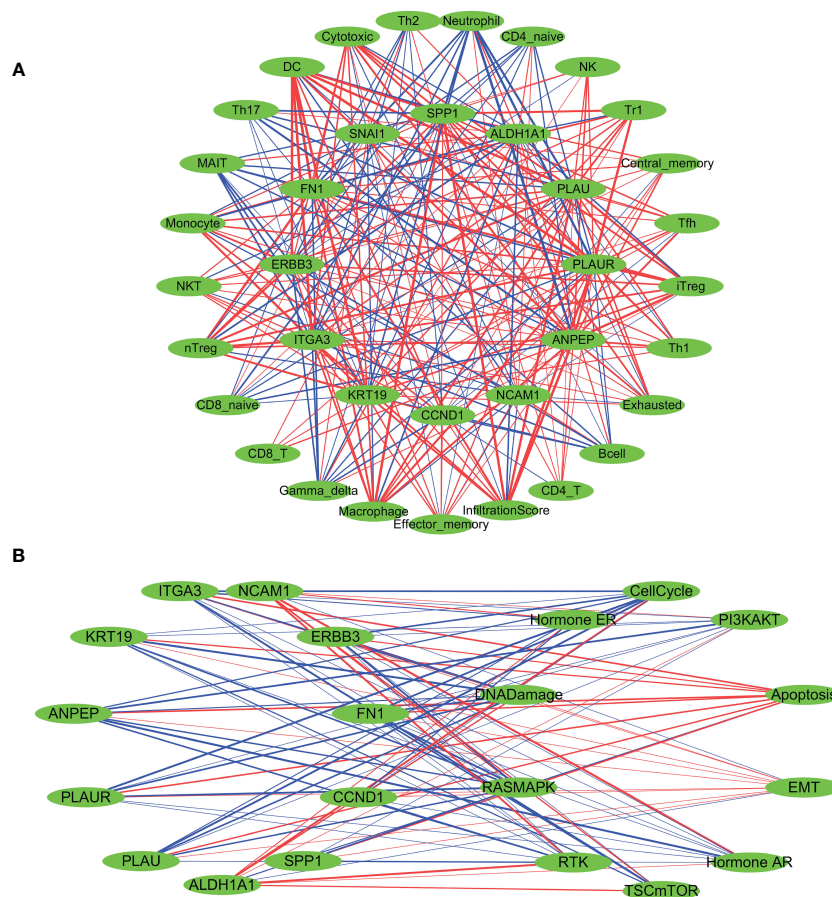 A
Th2
Neutrophil
Cytotoxic
CD4_naive
DC
NK
Th17
SPP1
Tr1
SNAI1
ALDH1A1
MAIT
Central_memory
FN1
PLAU
Monocyte
Tfh
ERBB3
PLAUR
NKT
iTreg
nTreg
ITGA3
ANPEP
Th1
CD8_naive
KRT19
NCAM1
Exhausted
CCND1
CD8_T
Bcell
Gamma_delta
CD4_T
Macrophage
InfiltrationScore
Effector_memory
B
ITGA3
NCAM1
CellCycle
Hormone ER
PI3KAKT
KRT19
ERBB3
DNADamage
Apoptosis
ANPEP
FN1
RASMAPK
EMT
PLAUR
CCND1
PLAU
SPP1
RTK
Hormone AR
ALDH1A1
TSCmTOR